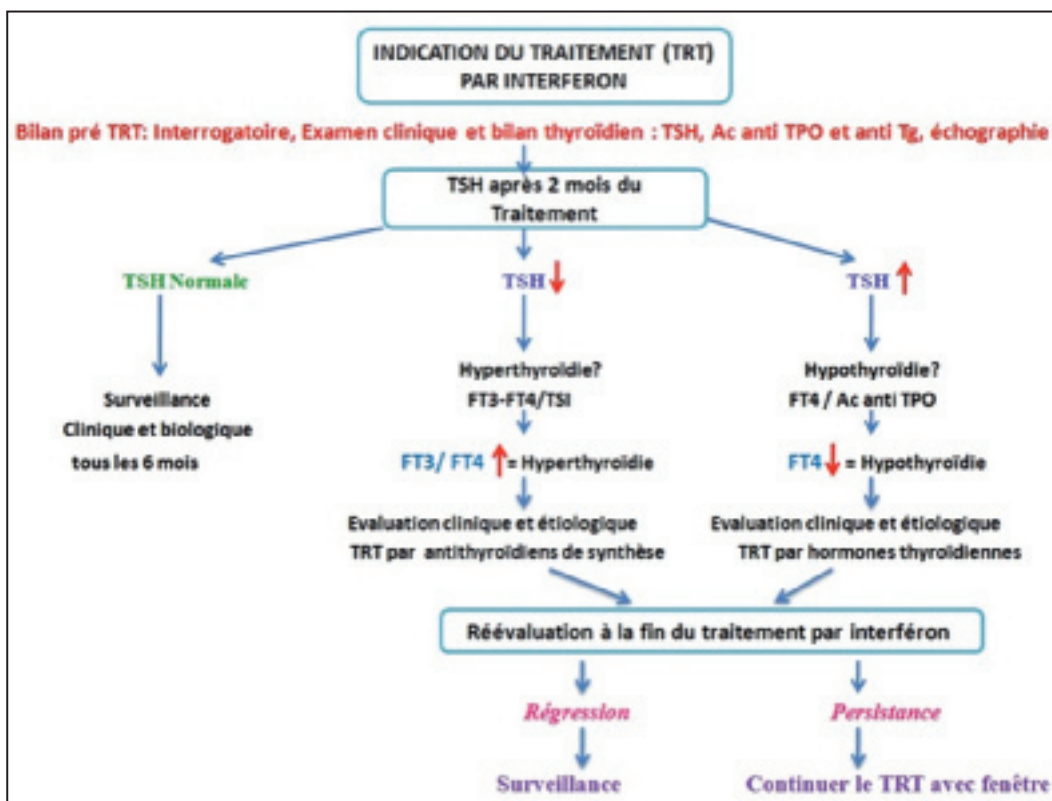 INDICATION DU TRAITEMENT (TRT)
PAR INTERFERON
Bilan pré TRT: Interrogatoire, Examen clinique et bilan thyroïdien : TSH, Ac anti TPO et anti Tg, échographie
TSH après 2 mois du
Traitement
TSH Normale
TSH ↓
TSH ↑
Surveillance
Clinique et biologique
tous les 6 mois
Hyperthyroïdie?
FT3-FT4/TSI
Hypothyroïdie?
FT4 / Ac anti TPO
FT3/ FT4 ↑ = Hyperthyroïdie
FT4 ↓ = Hypothyroïdie
Evaluation clinique et étiologique
TRT par antithyroïdiens de synthèse
Evaluation clinique et étiologique
TRT par hormones thyroïdiennes
Réévaluation à la fin du traitement par interféron
Régression
Persistance
Surveillance
Continuer le TRT avec fenêtre